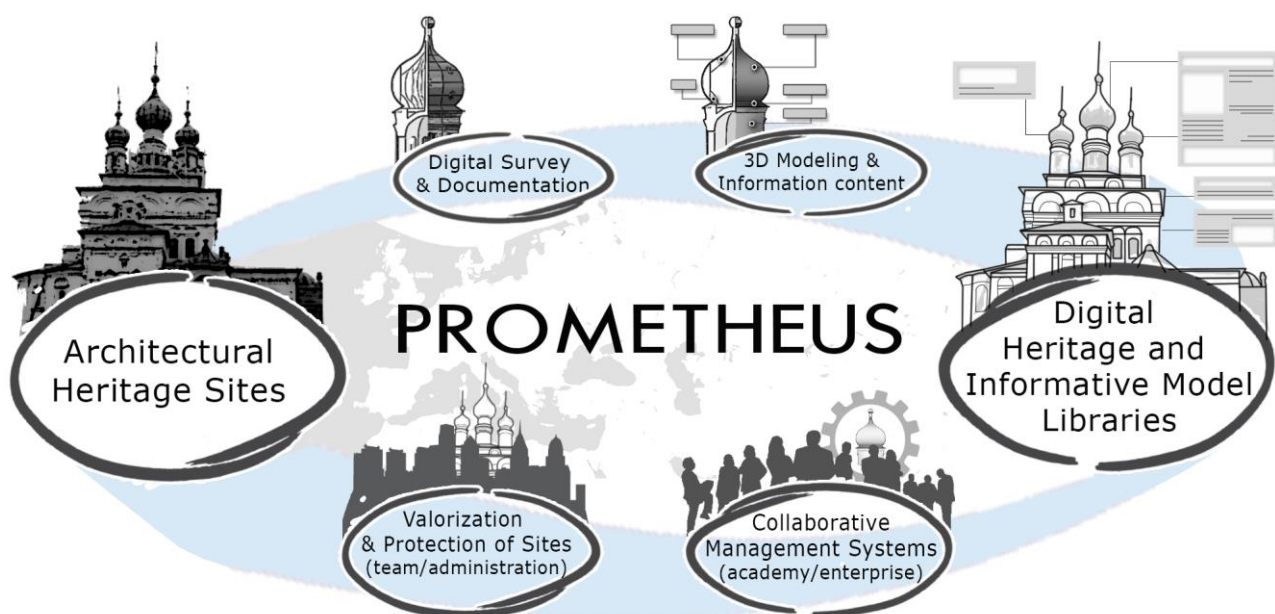 Digital Survey
& Documentation
3D Modeling &
Information content
Architectural
Heritage Sites
PROMETHEUS
Digital
Heritage and
Informative Model
Libraries
Valorization
& Protection of Sites
(team/administration)
Collaborative
Management Systems
(academy/enterprise)